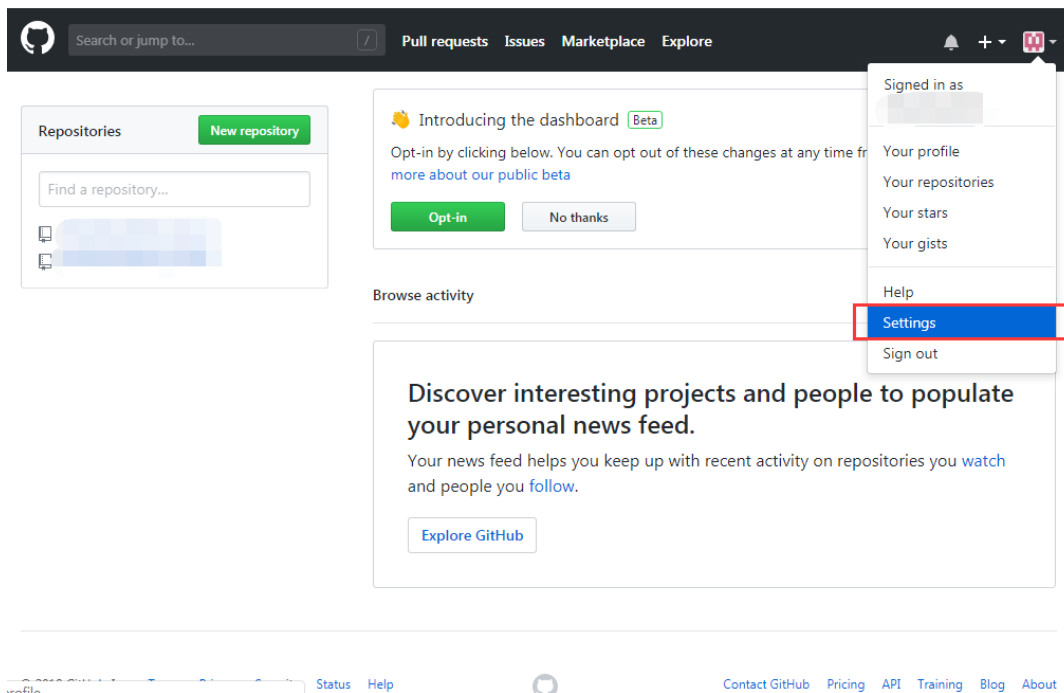 Search or jump to... /
Pull requests Issues Marketplace Explore
Signed in as
Your profile
Your repositories
Your stars
Your gists
Help
Settings
Sign out
Repositories
New repository
Find a repository...
Introducing the dashboard Beta
Opt-in by clicking below. You can opt out of these changes at any time
more about our public beta
Opt-in No thanks
Browse activity
Discover interesting projects and people to populate
your personal news feed.
Your news feed helps you keep up with recent activity on repositories you watch
and people you follow.
Explore GitHub
Status Help
Contact GitHub Pricing API Training Blog About